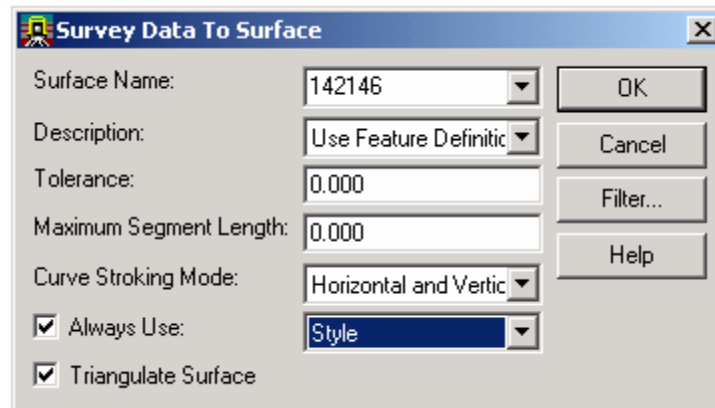 Survey Data To Surface
Surface Name: 142146
OK
Description: Use Feature Definitic
Cancel
Tolerance: 0.000
Filter...
Maximum Segment Length: 0.000
Help
Curve Stroking Mode: Horizontal and Vertic
Always Use: Style
Triangulate Surface